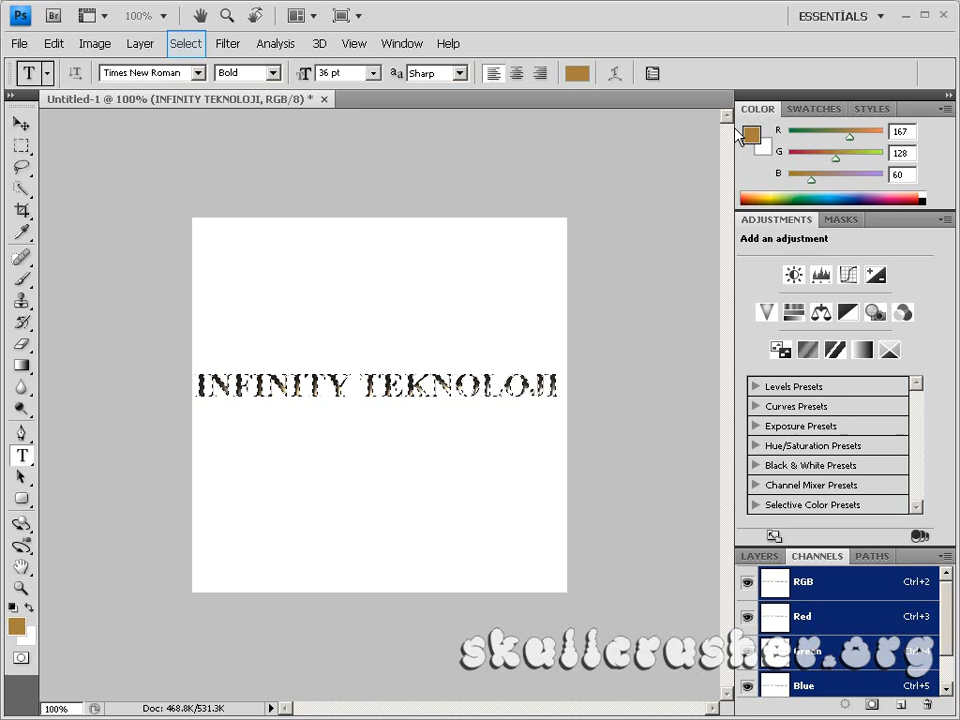 Ps Br 100% ESSENTİALS
File Edit Image Layer Select Filter Analysis 3D View Window Help
T Times New Roman Bold 36 pt aa Sharp
Untitled-1 @ 100% (INFINITY TEKNOLOJI, RGB/8) *
COLOR SWATCHES STYLES
R 167
G 128
B 60
ADJUSTMENTS MASKS
Add an adjustment
INFINITY TEKNOLOJI
Levels Presets
Curves Presets
Exposure Presets
Hue/Saturation Presets
Black & White Presets
Channel Mixer Presets
Selective Color Presets
LAYERS CHANNELS PATHS
RGB Ctrl+2
Red Ctrl+3
Green Ctrl+4
Blue Ctrl+5
skullcrusher.org
100% Doc: 468.8K/531.3K